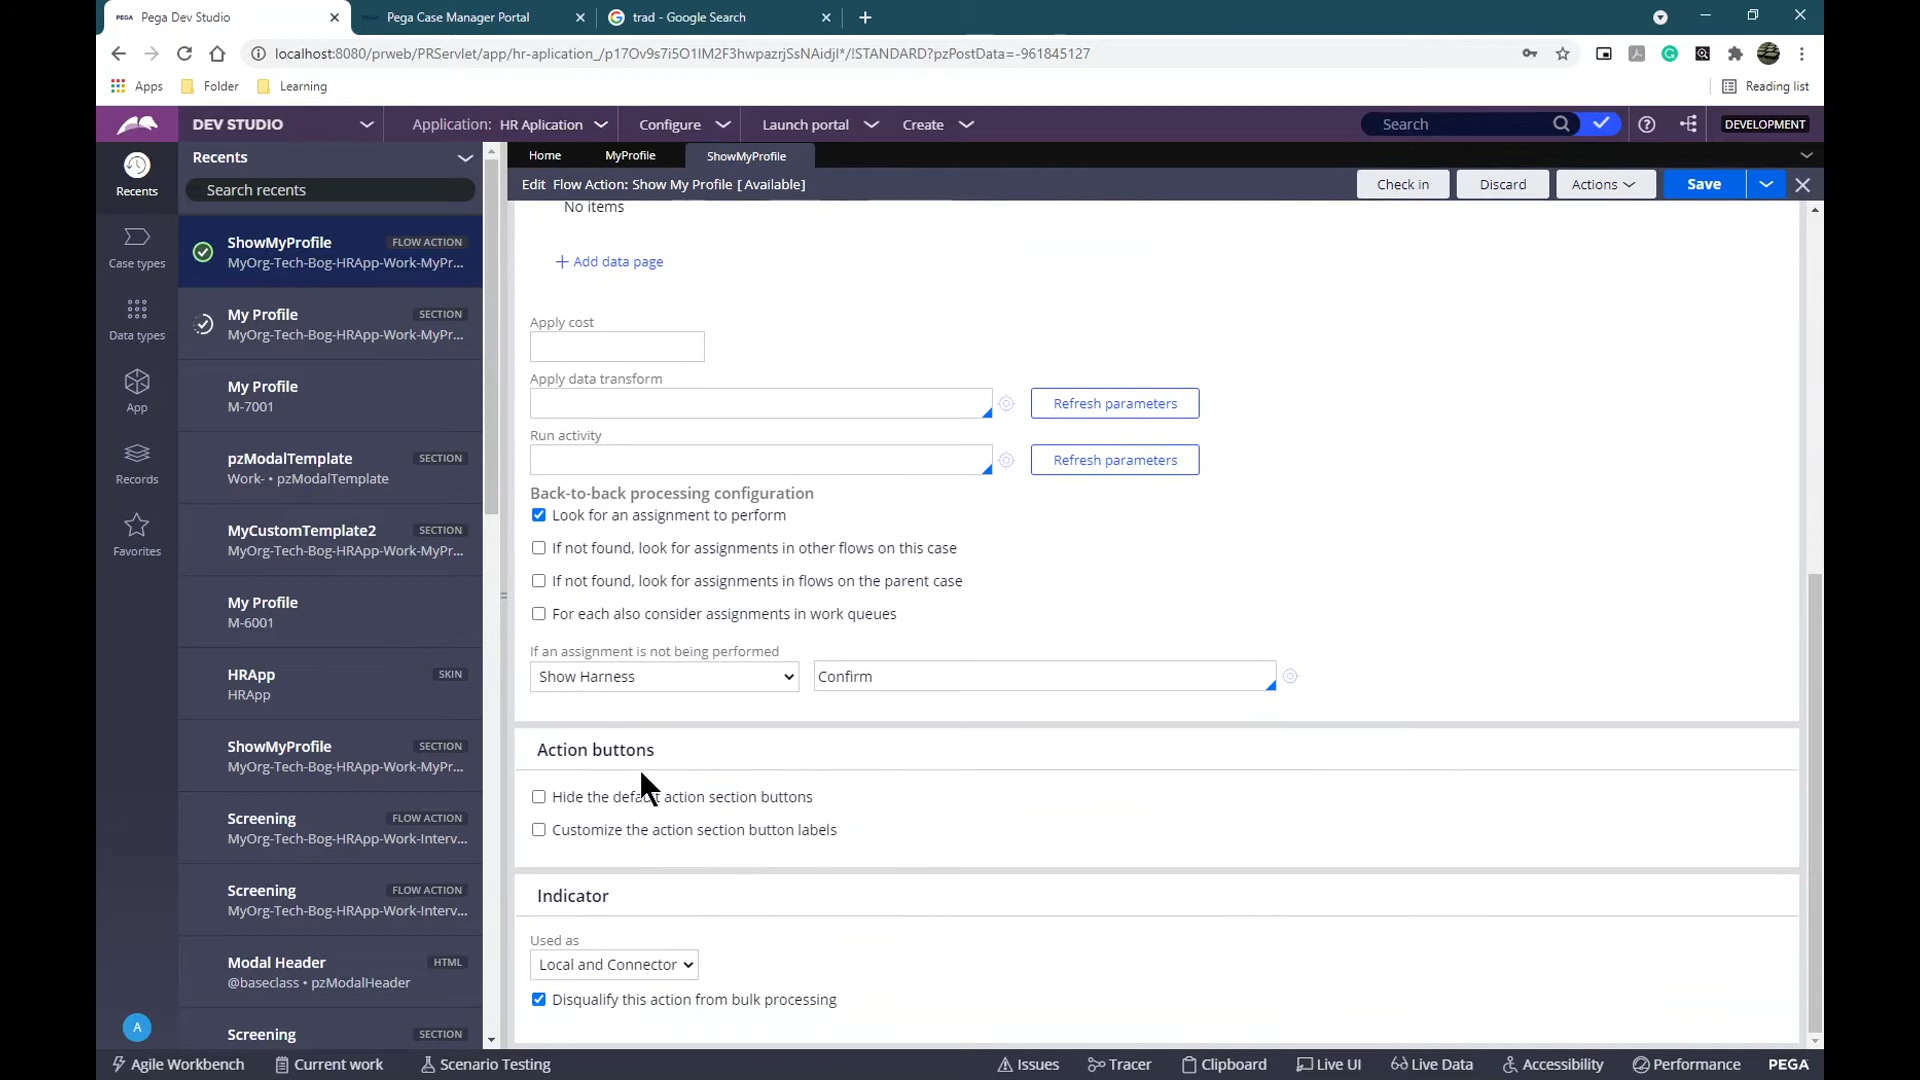 PEGA Pega Dev Studio
PEGA Pega Case Manager Portal
trad - Google Search
localhost:8080/prweb/PRServlet/app/hr-aplication_/p17Ov9s7i5O1IM2F3hwpazrjSsNAidjI*/!STANDARD?pzPostData=-961845127
Apps Folder Learning Reading list
DEV STUDIO Application: HR Aplication Configure Launch portal Create Search DEVELOPMENT
Recents
Search recents
Recents
Case types
Data types
App
Records
Favorites
A
ShowMyProfile FLOW ACTION
MyOrg-Tech-Bog-HRApp-Work-MyPr...
My Profile SECTION
MyOrg-Tech-Bog-HRApp-Work-MyPr...
My Profile
M-7001
pzModalTemplate SECTION
Work- • pzModalTemplate
MyCustomTemplate2 SECTION
MyOrg-Tech-Bog-HRApp-Work-MyPr...
My Profile
M-6001
HRApp SKIN
HRApp
ShowMyProfile SECTION
MyOrg-Tech-Bog-HRApp-Work-MyPr...
Screening FLOW ACTION
MyOrg-Tech-Bog-HRApp-Work-Interv...
Screening FLOW ACTION
MyOrg-Tech-Bog-HRApp-Work-Interv...
Modal Header HTML
@baseclass • pzModalHeader
Screening SECTION
Home MyProfile ShowMyProfile
Edit Flow Action: Show My Profile [ Available] Check in Discard Actions Save
No items
+ Add data page
Apply cost
Apply data transform
Refresh parameters
Run activity
Refresh parameters
Back-to-back processing configuration
Look for an assignment to perform
If not found, look for assignments in other flows on this case
If not found, look for assignments in flows on the parent case
For each also consider assignments in work queues
If an assignment is not being performed
Show Harness Confirm
Action buttons
Hide the default action section buttons
Customize the action section button labels
Indicator
Used as
Local and Connector
Disqualify this action from bulk processing
Agile Workbench Current work Scenario Testing Issues Tracer Clipboard Live UI Live Data Accessibility Performance PEGA